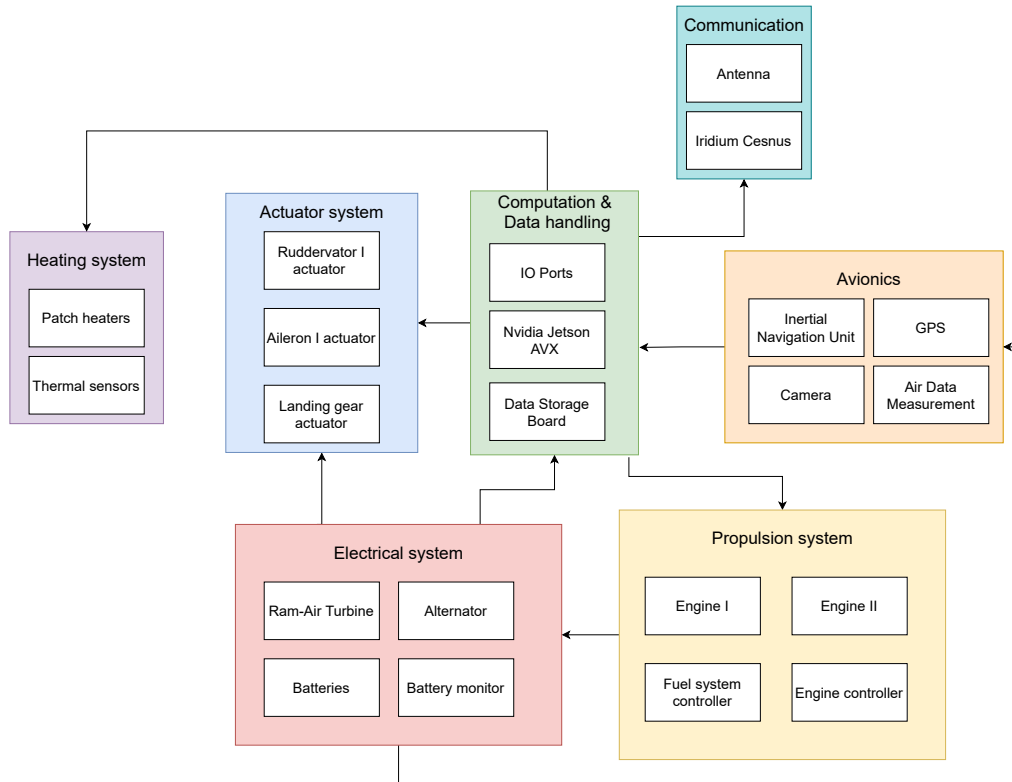 Communication
Antenna
Iridium Cesnus
Computation &
Data handling
IO Ports
Nvidia Jetson
AVX
Data Storage
Board
Actuator system
Ruddervator I
actuator
Aileron I actuator
Landing gear
actuator
Heating system
Patch heaters
Thermal sensors
Avionics
Inertial
Navigation Unit
GPS
Camera
Air Data
Measurement
Electrical system
Ram-Air Turbine
Alternator
Batteries
Battery monitor
Propulsion system
Engine I
Engine II
Fuel system
controller
Engine controller